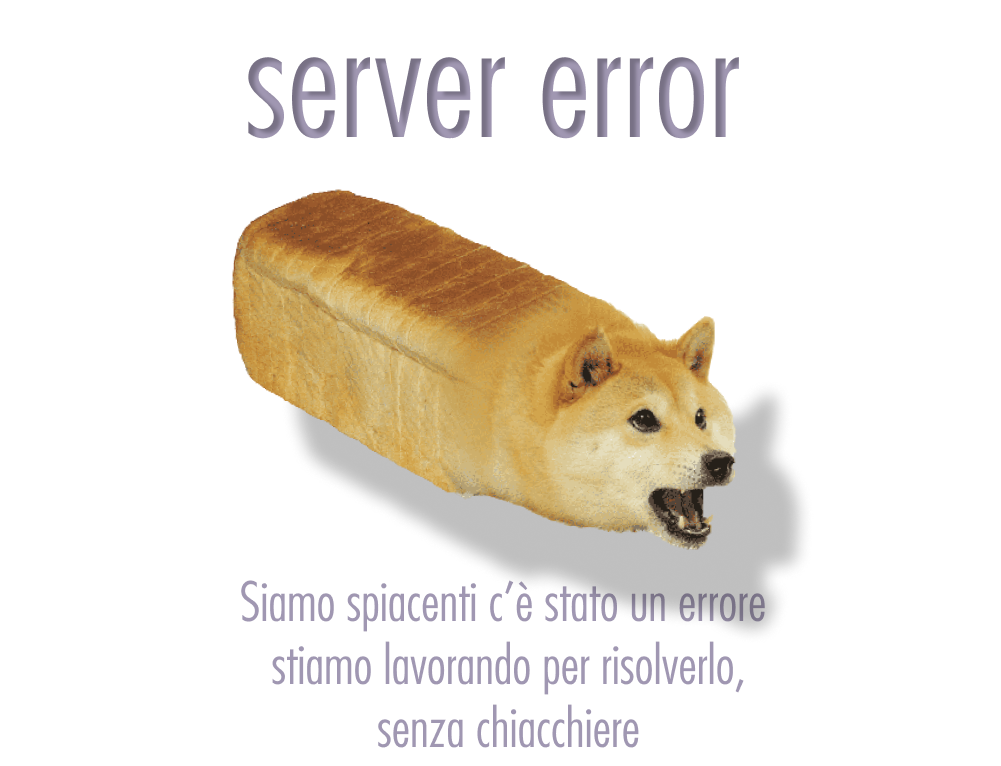 server error
Siamo spiacenti c’è stato un errore
stiamo lavorando per risolverlo,
senza chiacchiere